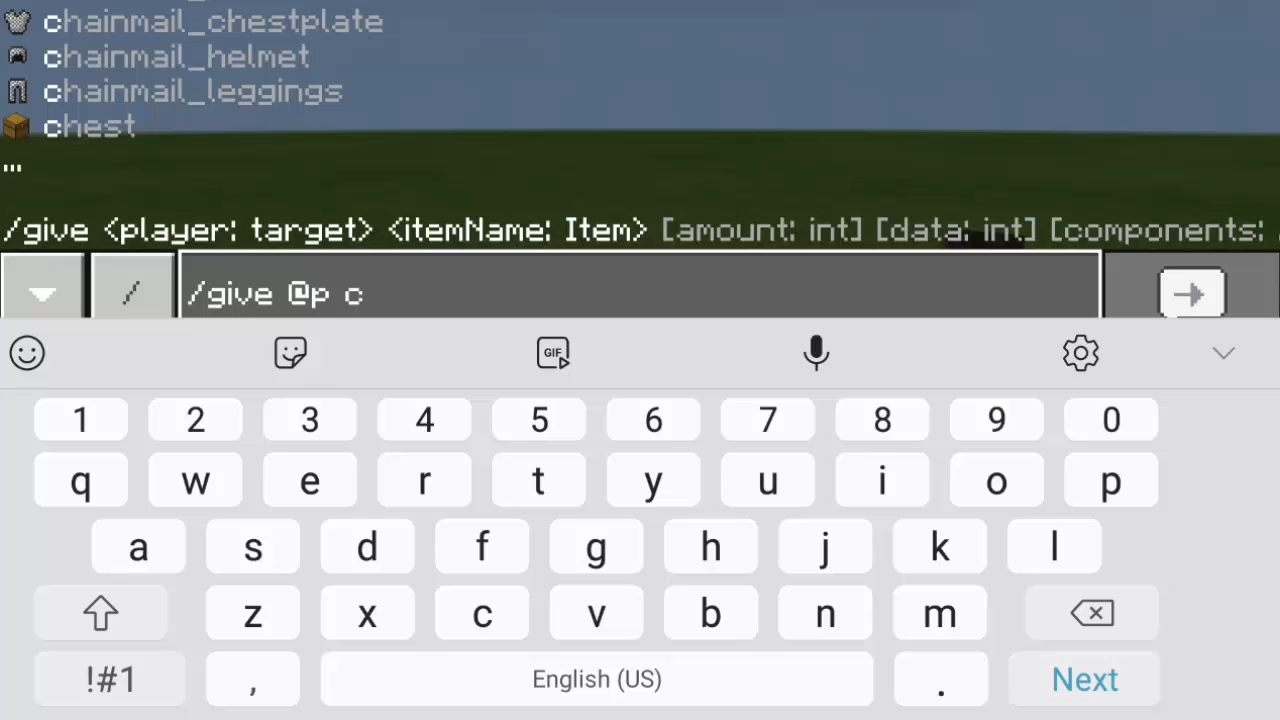 chainmail_chestplate
chainmail_helmet
chainmail_leggings
chest
...
/give <player: target> <itemName: Item> [amount: int] [data: int] [components:
/ /give @p c
GIF
1 2 3 4 5 6 7 8 9 0
q w e r t y u i o p
a s d f g h j k l
z x c v b n m
!#1 , English (US) . Next